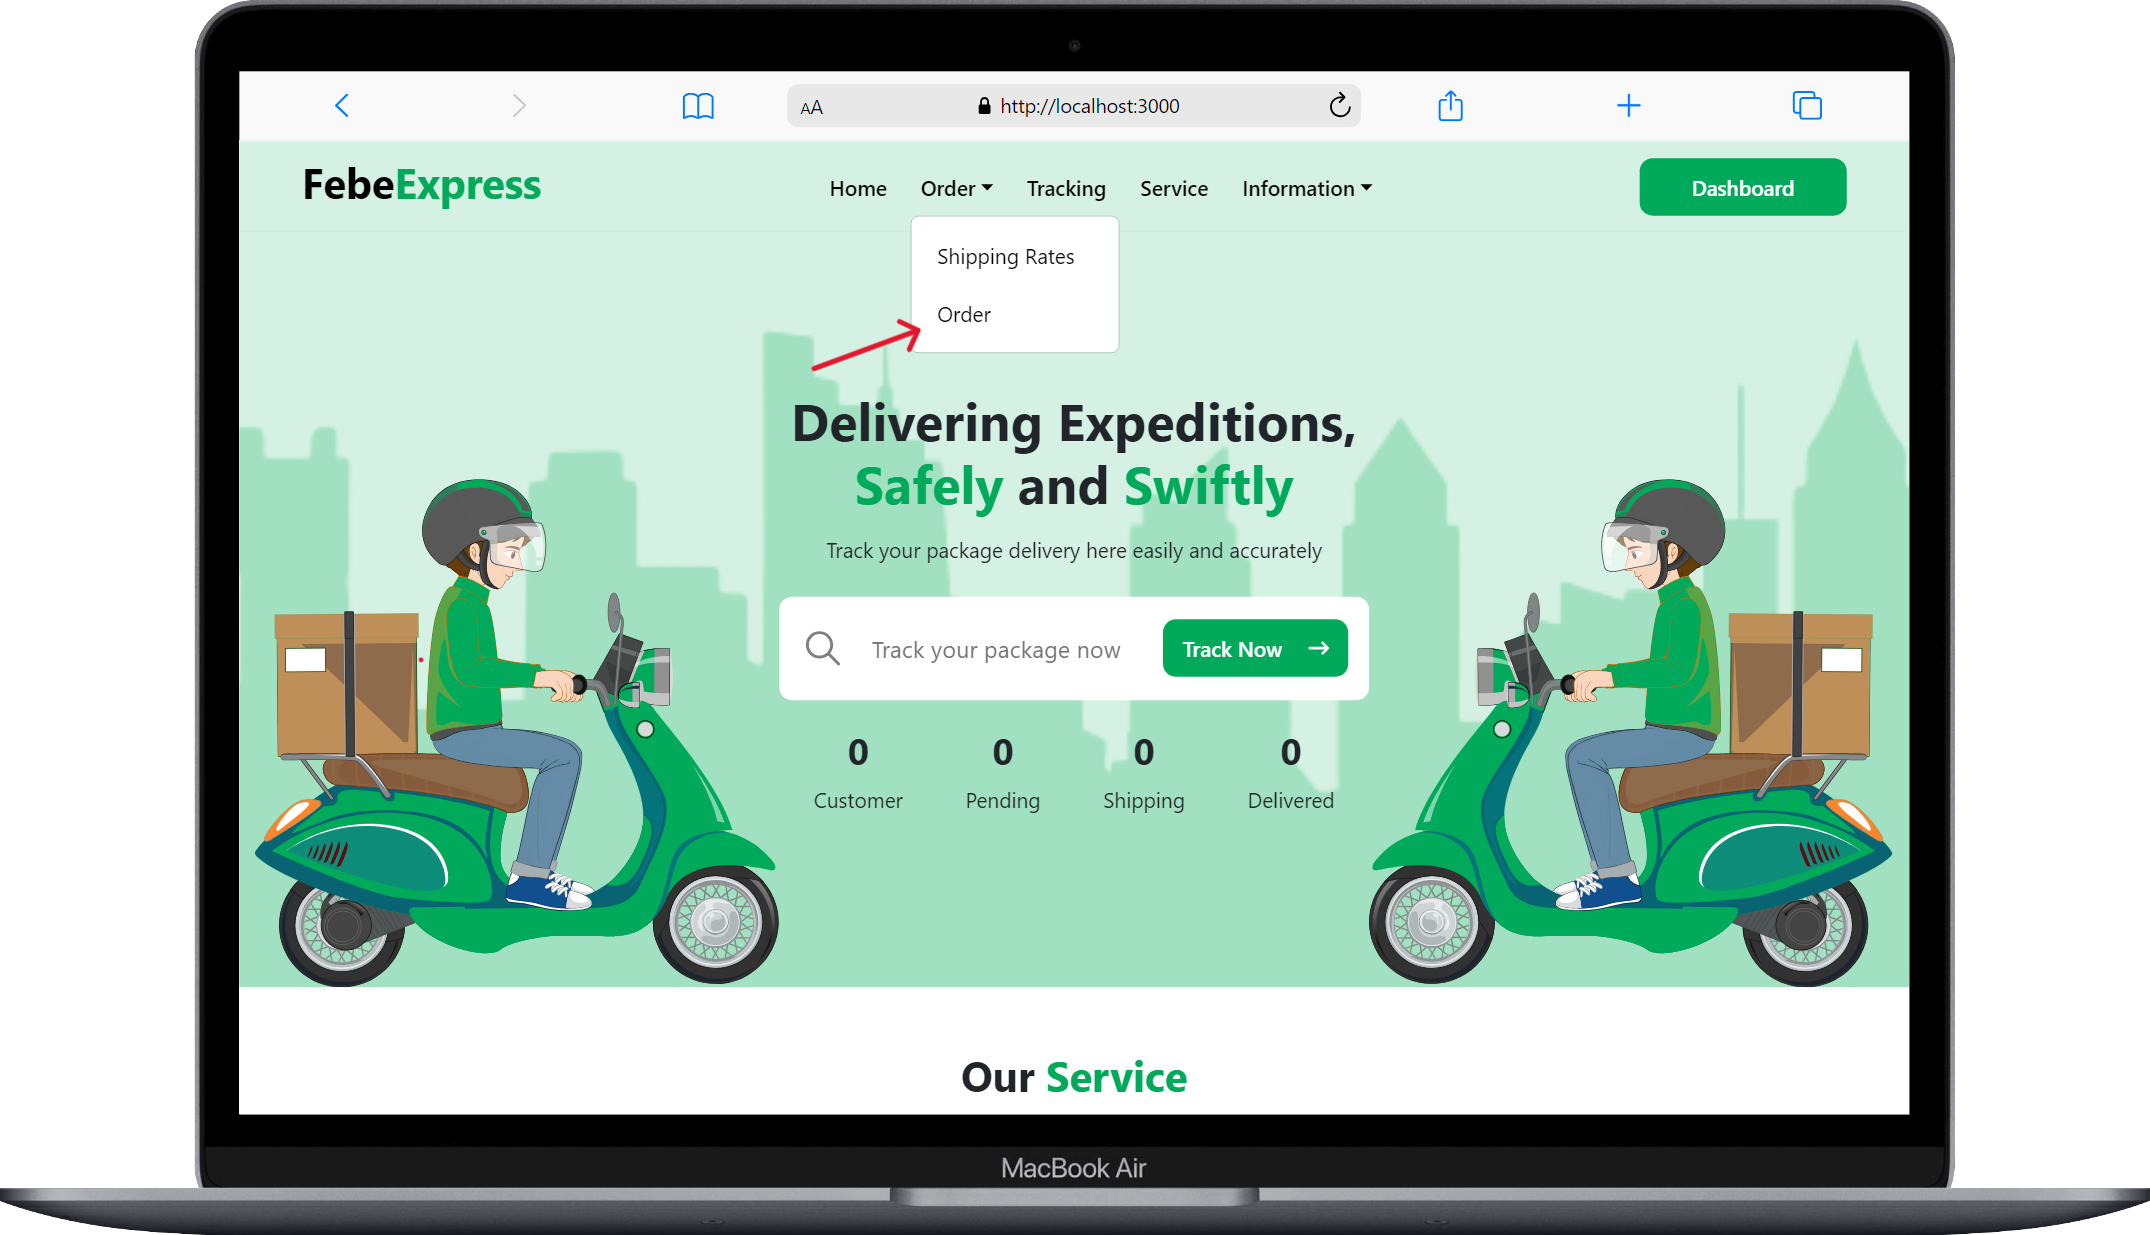 AA http://localhost:3000
FebeExpress Home Order Tracking Service Information Dashboard
Shipping Rates
Order
Delivering Expeditions,
Safely and Swiftly
Track your package delivery here easily and accurately
Track your package now Track Now
0 0 0 0
Customer Pending Shipping Delivered
Our Service
MacBook Air